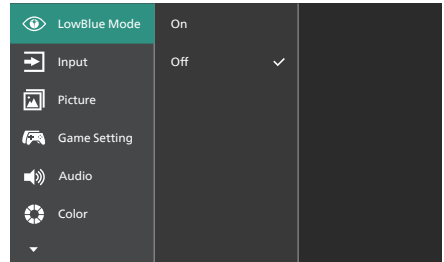 LowBlue Mode
On
Input
Off
Picture
Game Setting
Audio
Color